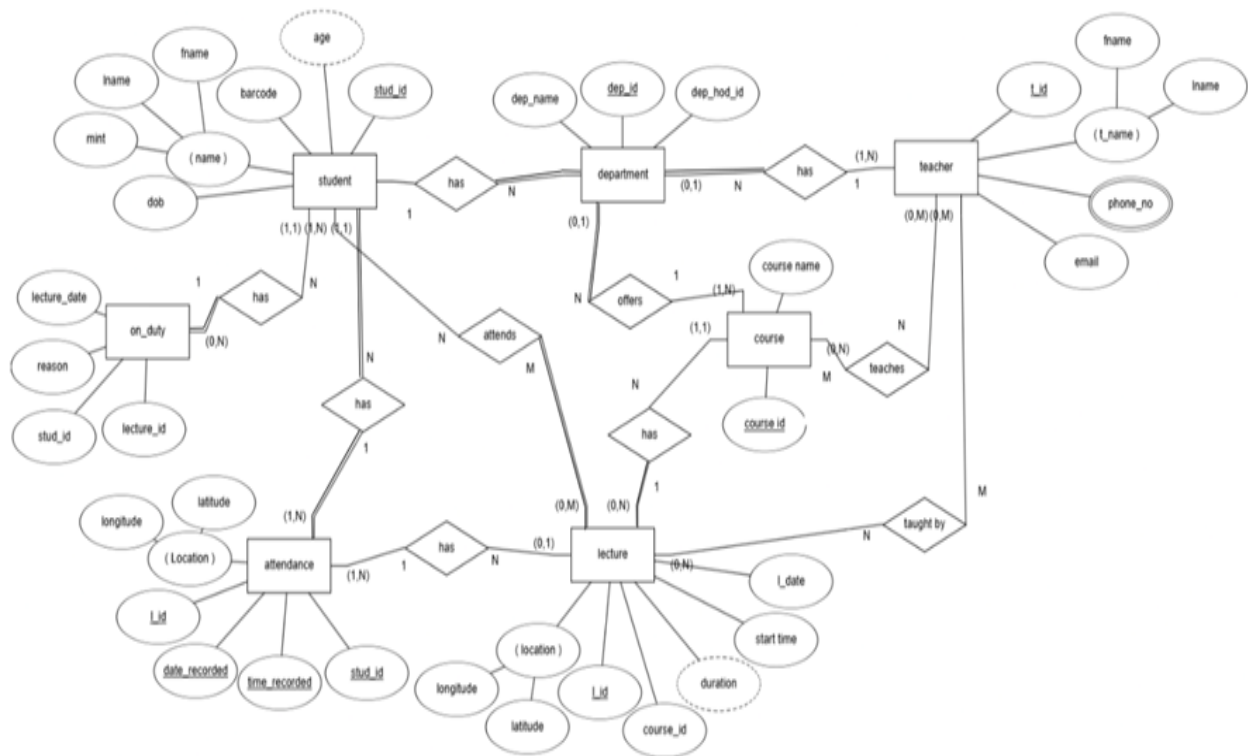 age
fname
fname
lname
barcode
stud_id
dep_name
dep_id
dep_hod_id
t_id
lname
mint
( name )
( t_name )
dob
student
has
department
has
teacher
1
N
(0,1)
N
(1,N)
1
phone_no
(1,1)
(1,N)
(1,1)
(0,1)
(0,M)
(0,M)
email
lecture_date
1
has
N
course name
on_duty
(0,N)
N
offers
1
(1,N)
reason
N
attends
M
(1,1)
course
(0,N)
M
N
teaches
stud_id
lecture_id
N
has
1
N
has
1
course id
latitude
longitude
( Location )
(1,N)
(0,M)
(0,N)
M
attendance
(1,N)
1
has
N
(0,1)
lecture
(0,N)
N
taught by
l_id
l_date
date_recorded
time_recorded
stud_id
( location )
start time
longitude
latitude
l_id
course_id
duration